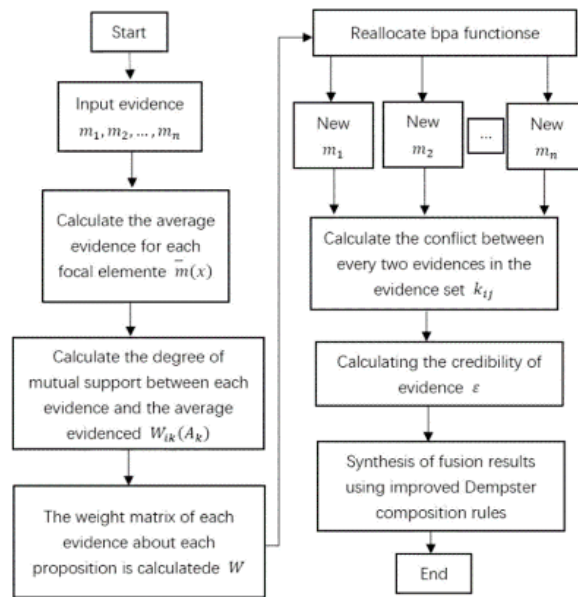 Start
Input evidence
m₁, m₂, ..., mₙ
Calculate the average
evidence for each
focal elemente m̄(x)
Calculate the degree of
mutual support between each
evidence and the average
evidenced Wᵢₖ(Aₖ)
The weight matrix of each
evidence about each
proposition is calculatede W
Reallocate bpa functionse
New
m₁
New
m₂
...
New
mₙ
Calculate the conflict between
every two evidences in the
evidence set kᵢⱼ
Calculating the credibility of
evidence ε
Synthesis of fusion results
using improved Dempster
composition rules
End